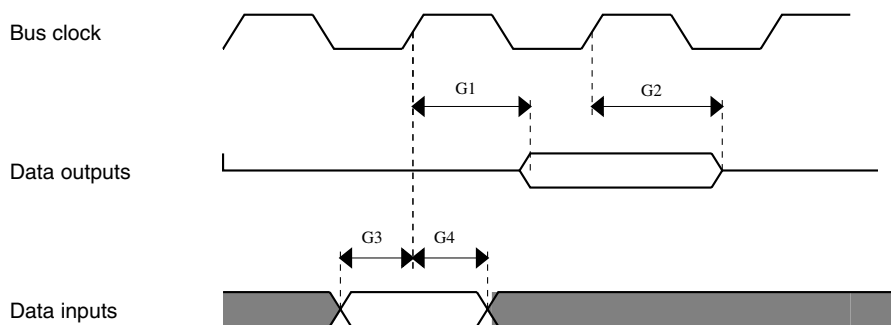 Bus clock
G1
G2
Data outputs
G3
G4
Data inputs